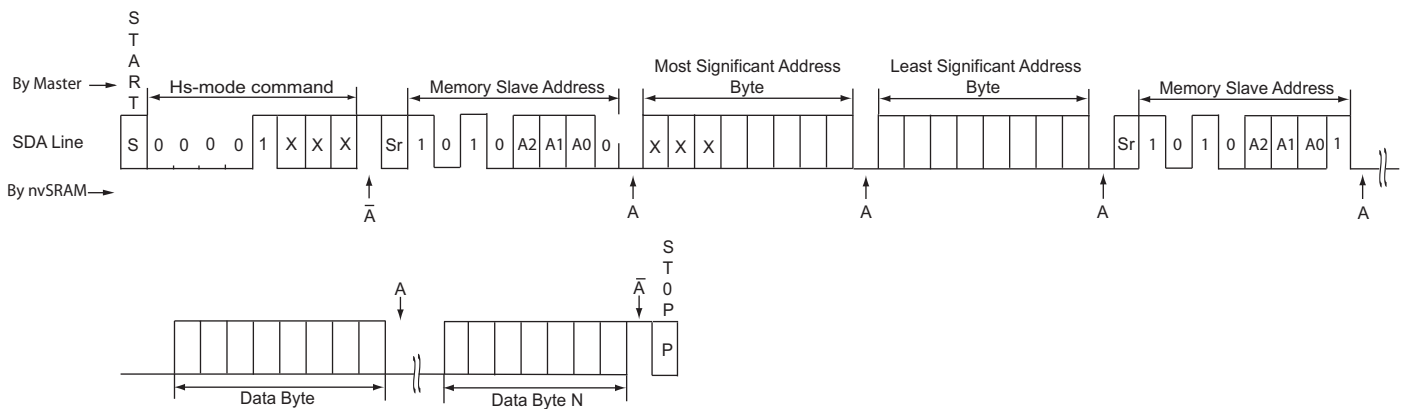 START
By Master
Hs-mode command
Memory Slave Address
Most Significant Address
Byte
Least Significant Address
Byte
Memory Slave Address
SDA Line
S 0 0 0 0 1 X X X Sr 1 0 1 0 A2 A1 A0 0 X X X Sr 1 0 1 0 A2 A1 A0 1
By nvSRAM
A̅ A A A A
A A̅
ST0P
P
Data Byte
Data Byte N